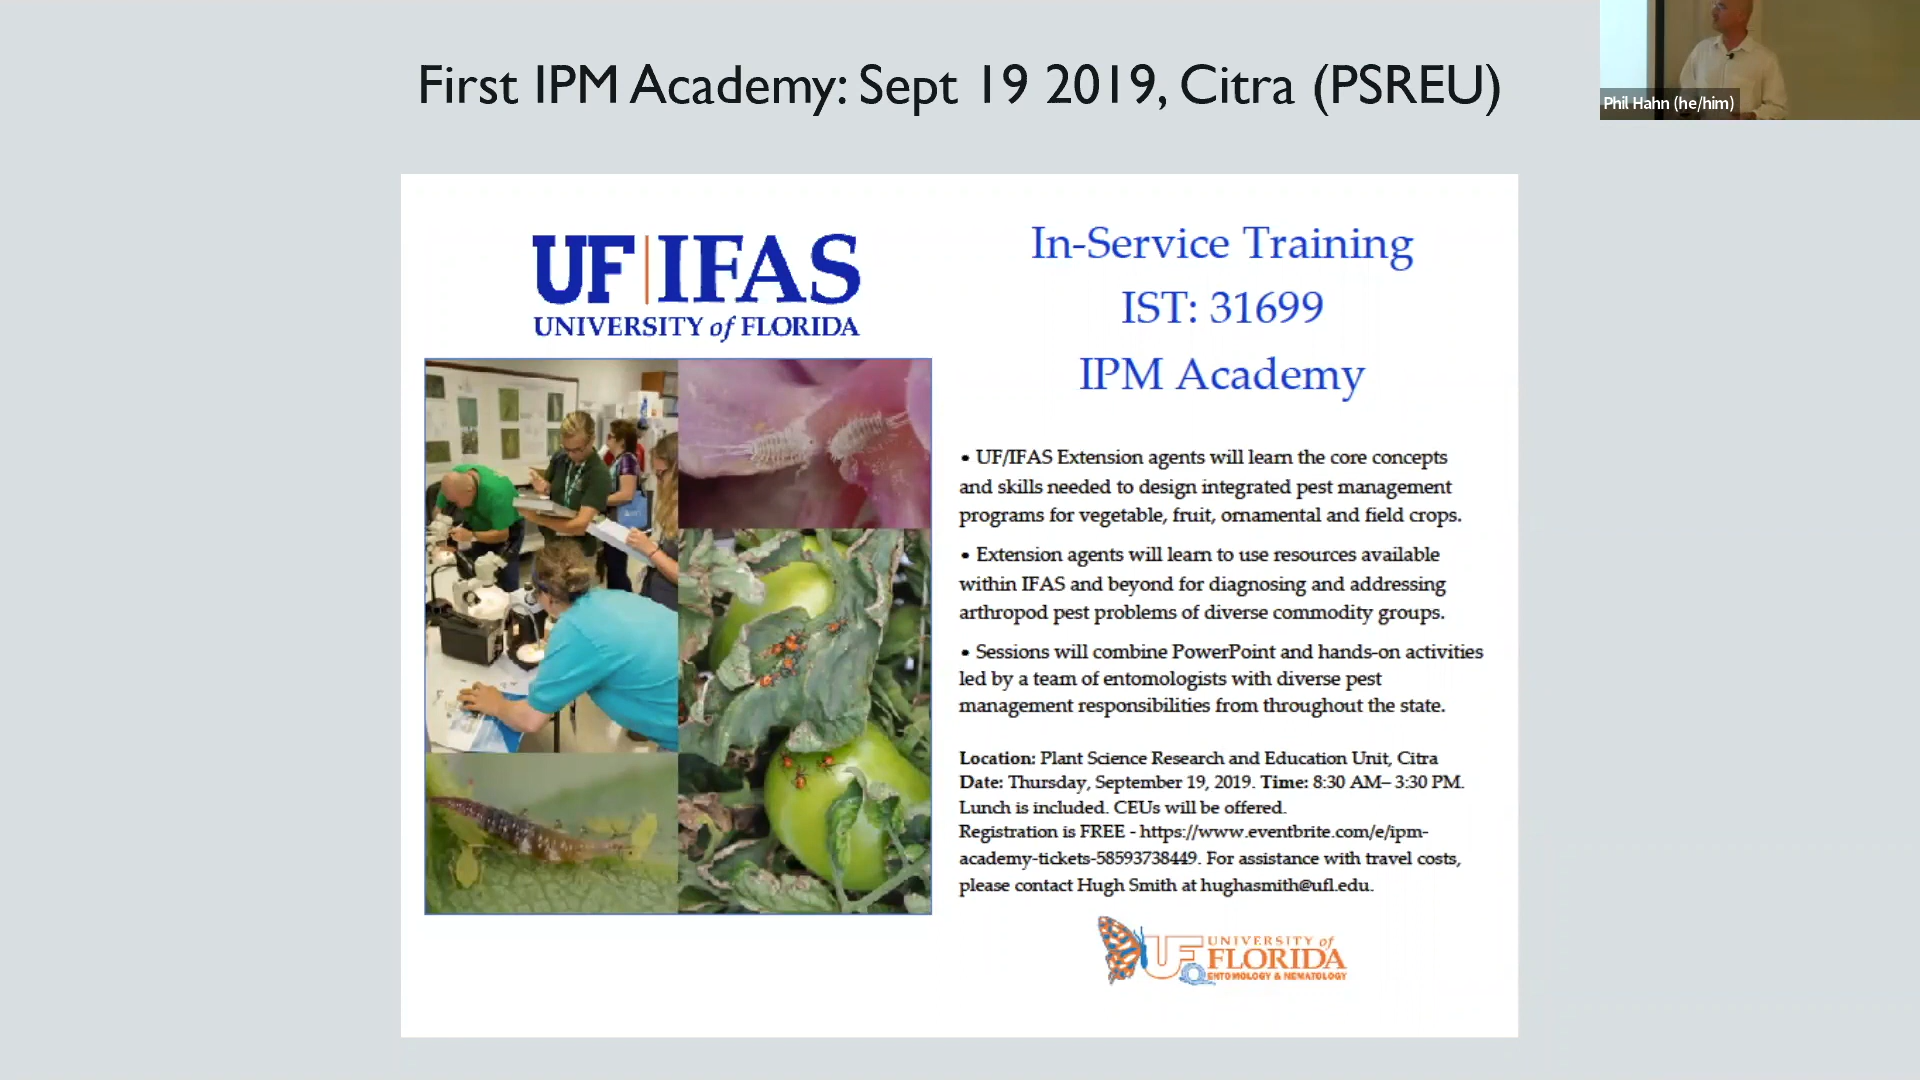 First IPM Academy: Sept 19 2019, Citra (PSREU)
Phil Hahn (he/him)
UF|IFAS
UNIVERSITY of FLORIDA
In-Service Training
IST: 31699
IPM Academy
• UF/IFAS Extension agents will learn the core concepts
and skills needed to design integrated pest management
programs for vegetable, fruit, ornamental and field crops.
• Extension agents will learn to use resources available
within IFAS and beyond for diagnosing and addressing
arthropod pest problems of diverse commodity groups.
• Sessions will combine PowerPoint and hands-on activities
led by a team of entomologists with diverse pest
management responsibilities from throughout the state.
Location: Plant Science Research and Education Unit, Citra
Date: Thursday, September 19, 2019. Time: 8:30 AM– 3:30 PM.
Lunch is included. CEUs will be offered.
Registration is FREE - https://www.eventbrite.com/e/ipm-
academy-tickets-58593738449. For assistance with travel costs,
please contact Hugh Smith at hughasmith@ufl.edu.
UF UNIVERSITY of
FLORIDA
ENTOMOLOGY & NEMATOLOGY